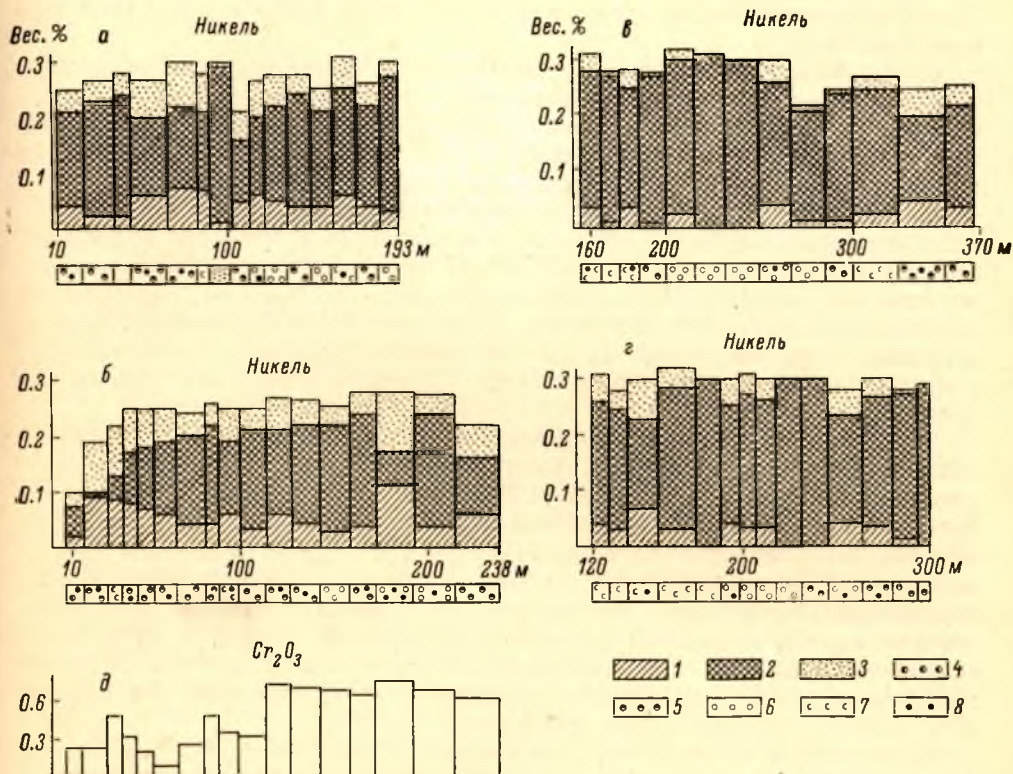 Вес. % а Никель
0.3
0.2
0.1
10 100 193 м
Вес. % в Никель
0.3
0.2
0.1
160 200 300 370 м
б Никель
0.3
0.2
0.1
10 100 200 238 м
г Никель
0.3
0.2
0.1
120 200 300 м
Cr2O3
д
0.6
0.3
1 2 3 4
5 6 7 8